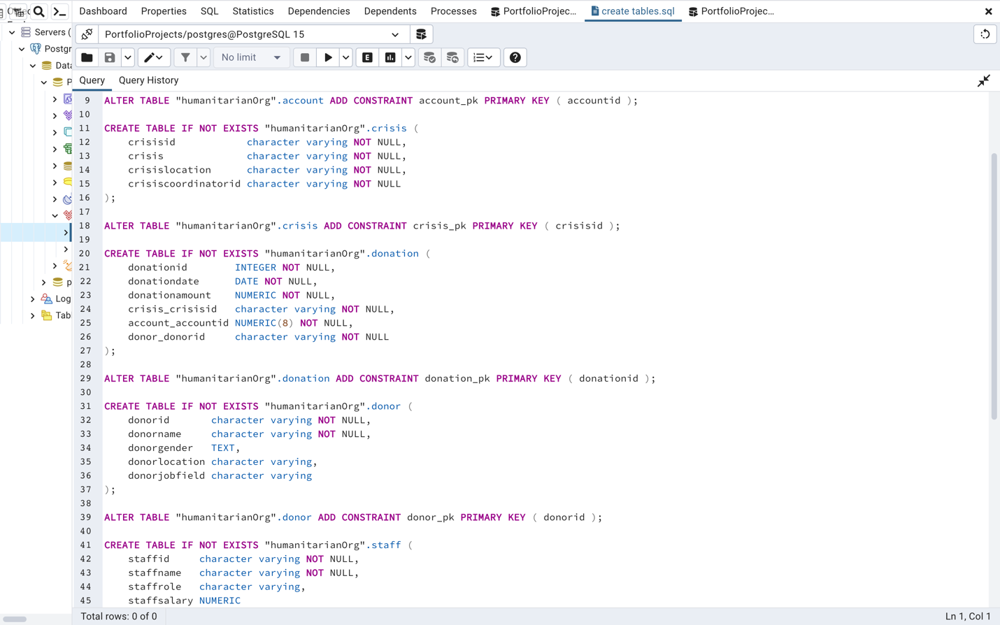 Dashboard Properties SQL Statistics Dependencies Dependents Processes PortfolioProjec... create tables.sql PortfolioProjec...
Servers (
Postgr
Data
P
p
Log
Tab
PortfolioProjects/postgres@PostgreSQL 15
No limit
E
Query Query History
9 ALTER TABLE "humanitarianOrg".account ADD CONSTRAINT account_pk PRIMARY KEY ( accountid );
10
11 CREATE TABLE IF NOT EXISTS "humanitarianOrg".crisis (
12 crisisid character varying NOT NULL,
13 crisis character varying NOT NULL,
14 crisislocation character varying NOT NULL,
15 crisiscoordinatorid character varying NOT NULL
16 );
17
18 ALTER TABLE "humanitarianOrg".crisis ADD CONSTRAINT crisis_pk PRIMARY KEY ( crisisid );
19
20 CREATE TABLE IF NOT EXISTS "humanitarianOrg".donation (
21 donationid INTEGER NOT NULL,
22 donationdate DATE NOT NULL,
23 donationamount NUMERIC NOT NULL,
24 crisis_crisisid character varying NOT NULL,
25 account_accountid NUMERIC(8) NOT NULL,
26 donor_donorid character varying NOT NULL
27 );
28
29 ALTER TABLE "humanitarianOrg".donation ADD CONSTRAINT donation_pk PRIMARY KEY ( donationid );
30
31 CREATE TABLE IF NOT EXISTS "humanitarianOrg".donor (
32 donorid character varying NOT NULL,
33 donorname character varying NOT NULL,
34 donorgender TEXT,
35 donorlocation character varying,
36 donorjobfield character varying
37 );
38
39 ALTER TABLE "humanitarianOrg".donor ADD CONSTRAINT donor_pk PRIMARY KEY ( donorid );
40
41 CREATE TABLE IF NOT EXISTS "humanitarianOrg".staff (
42 staffid character varying NOT NULL,
43 staffname character varying NOT NULL,
44 staffrole character varying,
45 staffsalary NUMERIC
Total rows: 0 of 0 Ln 1, Col 1